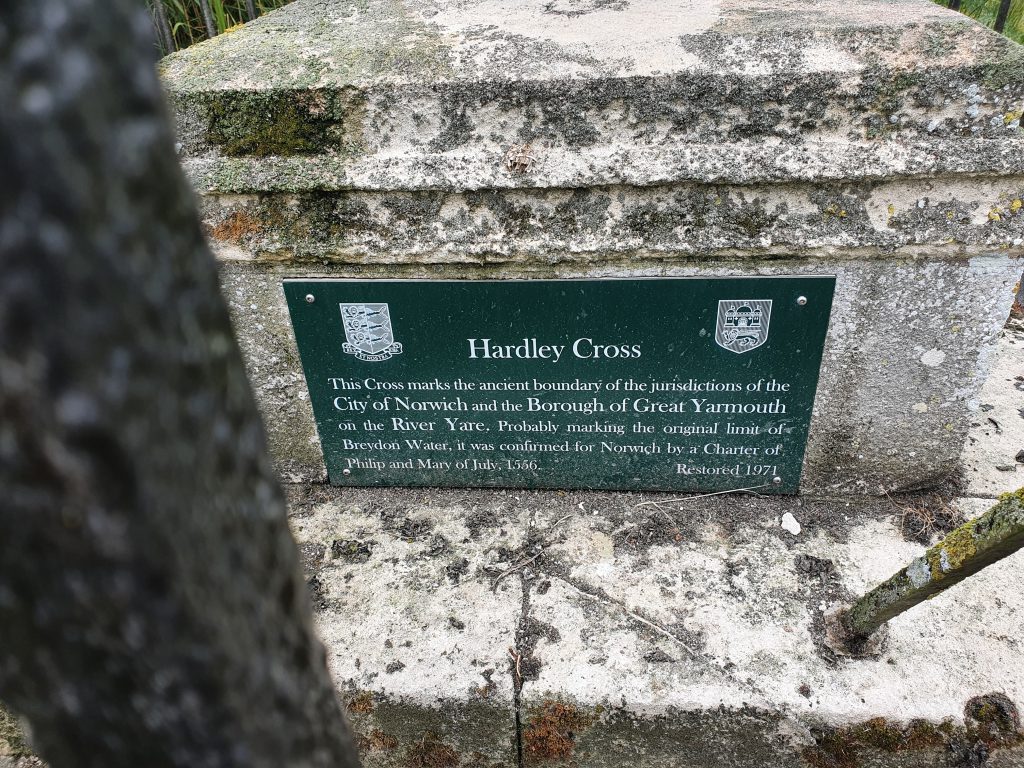 Hardley Cross
This Cross marks the ancient boundary of the jurisdictions of the
City of Norwich and the Borough of Great Yarmouth
on the River Yare. Probably marking the original limit of
Breydon Water, it was confirmed for Norwich by a Charter of
Philip and Mary of July, 1556.
Restored 1971